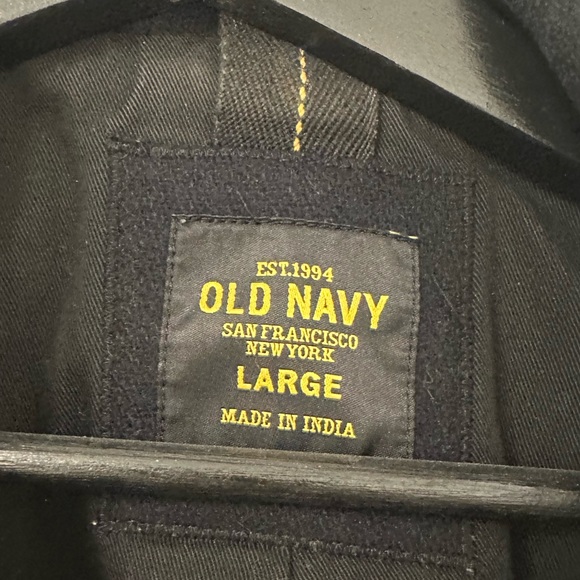 EST.1994
OLD NAVY
SAN FRANCISCO
NEW YORK
LARGE
MADE IN INDIA